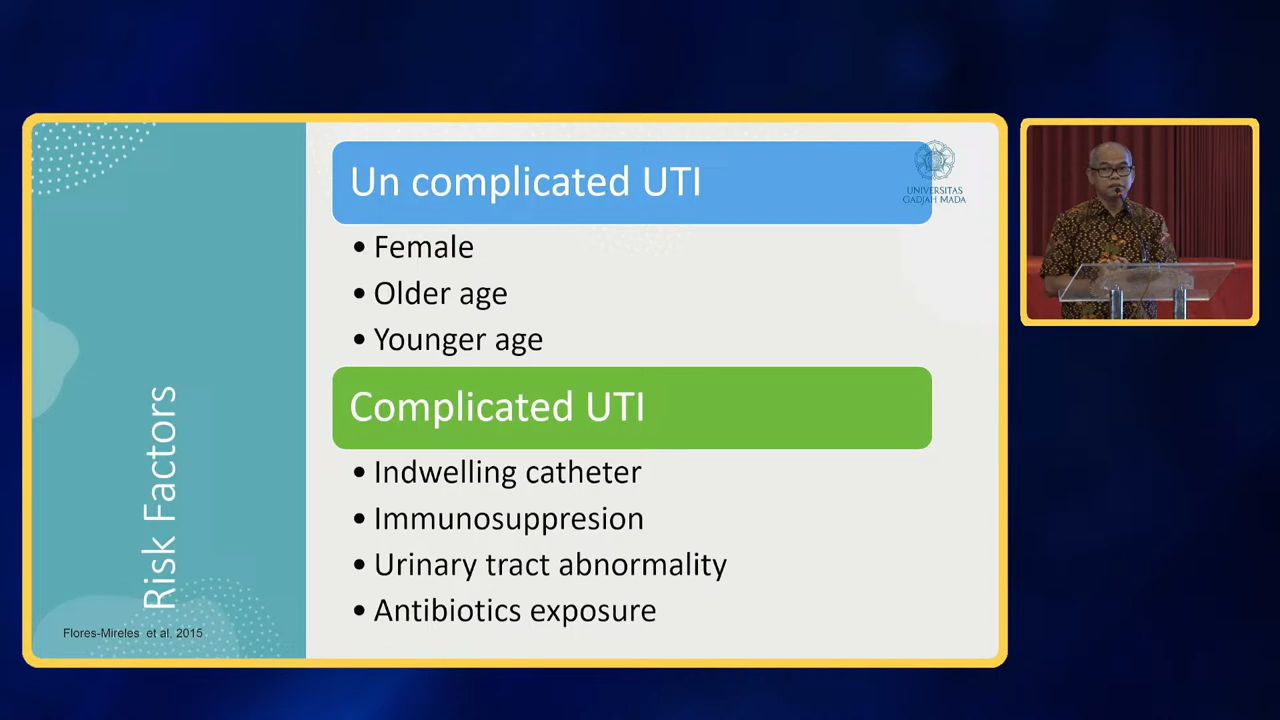 Un complicated UTI
UNIVERSITAS
GADJAH MADA
• Female
• Older age
• Younger age
Complicated UTI
• Indwelling catheter
• Immunosuppresion
• Urinary tract abnormality
• Antibiotics exposure
Risk Factors
Flores-Mireles et al, 2015